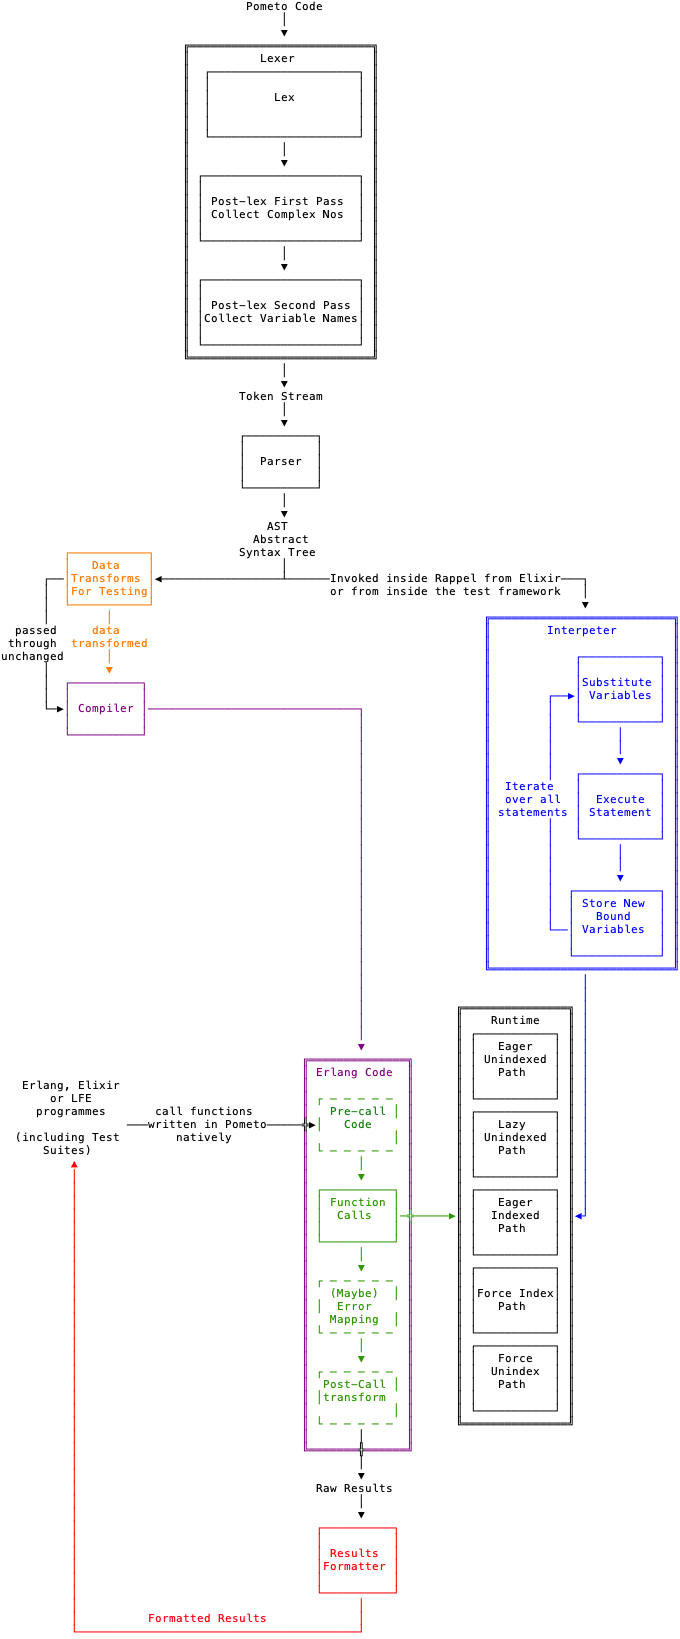 Pometo Code
Lexer
Lex
Post-lex First Pass
Collect Complex Nos
Post-lex Second Pass
Collect Variable Names
Token Stream
Parser
AST
Abstract
Syntax Tree
Data
Transforms
For Testing
Invoked inside Rappel from Elixir
or from inside the test framework
passed
through
unchanged
data
transformed
Compiler
Interpeter
Substitute
Variables
Iterate
over all
statements
Execute
Statement
Store New
Bound
Variables
Runtime
Eager
Unindexed
Path
Lazy
Unindexed
Path
Eager
Indexed
Path
Force Index
Path
Force
Unindex
Path
Erlang Code
Erlang, Elixir
or LFE
programmes
(including Test
Suites)
call functions
written in Pometo
natively
Pre-call
Code
Function
Calls
(Maybe)
Error
Mapping
Post-Call
transform
Raw Results
Results
Formatter
Formatted Results